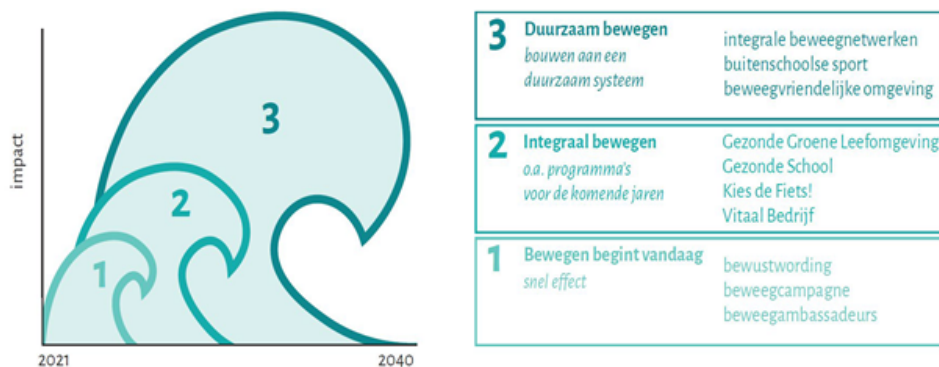 impact
3
2
1
2021
2040
3 Duurzaam bewegen
bouwen aan een
duurzaam systeem
integrale beweegnetwerken
buitenschoolse sport
beweegvriendelijke omgeving
2 Integraal bewegen
o.a. programma's
voor de komende jaren
Gezonde Groene Leefomgeving
Gezonde School
Kies de Fiets!
Vitaal Bedrijf
1 Bewegen begint vandaag
snel effect
bewustwording
beweegcampagne
beweegambassadeurs